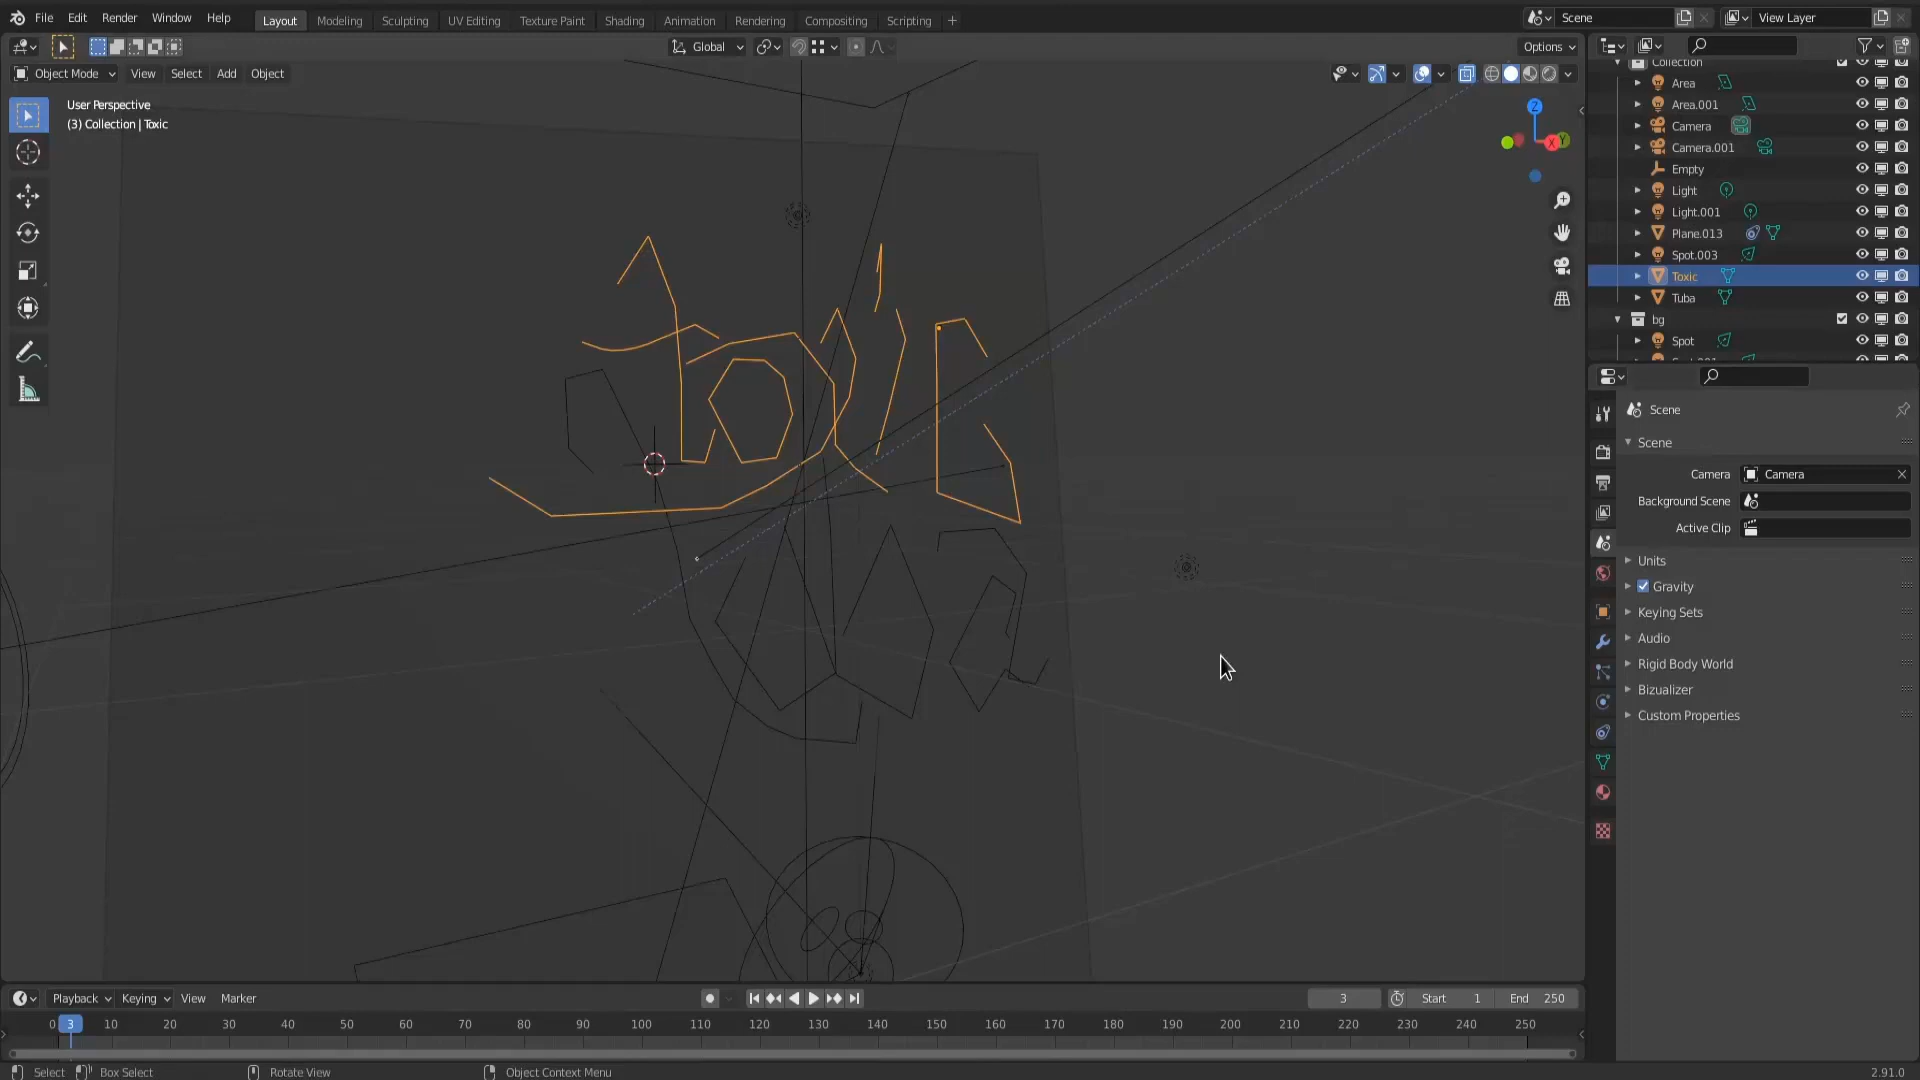 File Edit Render Window Help
Layout Modeling Sculpting UV Editing Texture Paint Shading Animation Rendering Compositing Scripting +
Scene View Layer
Global Options
Object Mode View Select Add Object
User Perspective
(3) Collection | Toxic
Z
X
Y
Toxic
Tuba
Collection
Area
Area.001
Camera
Camera.001
Empty
Light
Light.001
Plane.013
Spot.003
Toxic
Tuba
bg
Spot
Scene
Scene
Camera Camera
Background Scene
Active Clip
Units
Gravity
Keying Sets
Audio
Rigid Body World
Bizualizer
Custom Properties
Playback Keying View Marker
3 Start 1 End 250
0 3 10 20 30 40 50 60 70 80 90 100 110 120 130 140 150 160 170 180 190 200 210 220 230 240 250
Select Box Select Rotate View Object Context Menu 2.91.0